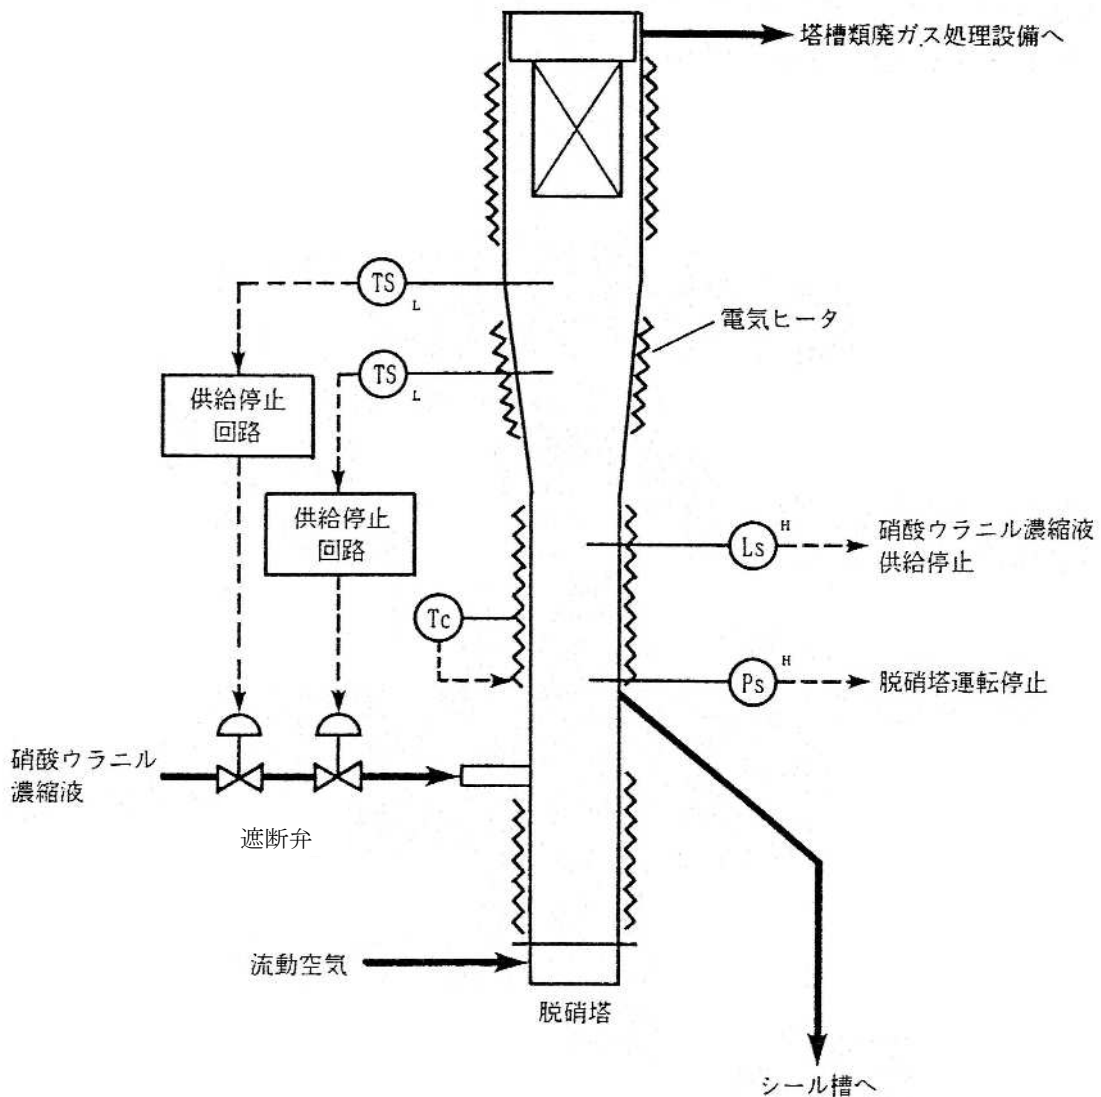 塔槽類廃ガス処理設備へ
TS
L
電気ヒータ
TS
L
供給停止
回路
供給停止
回路
Ls
H
硝酸ウラニル濃縮液
供給停止
Tc
Ps
H
脱硝塔運転停止
硝酸ウラニル
濃縮液
遮断弁
流動空気
脱硝塔
シール槽へ